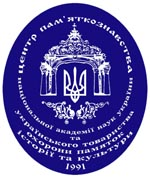 ЦЕНТР ПАМ'ЯТКОЗНАВСТВА
національної академії наук україни
та
Українського товариства
охорони пам'яток
історії та культури
1991